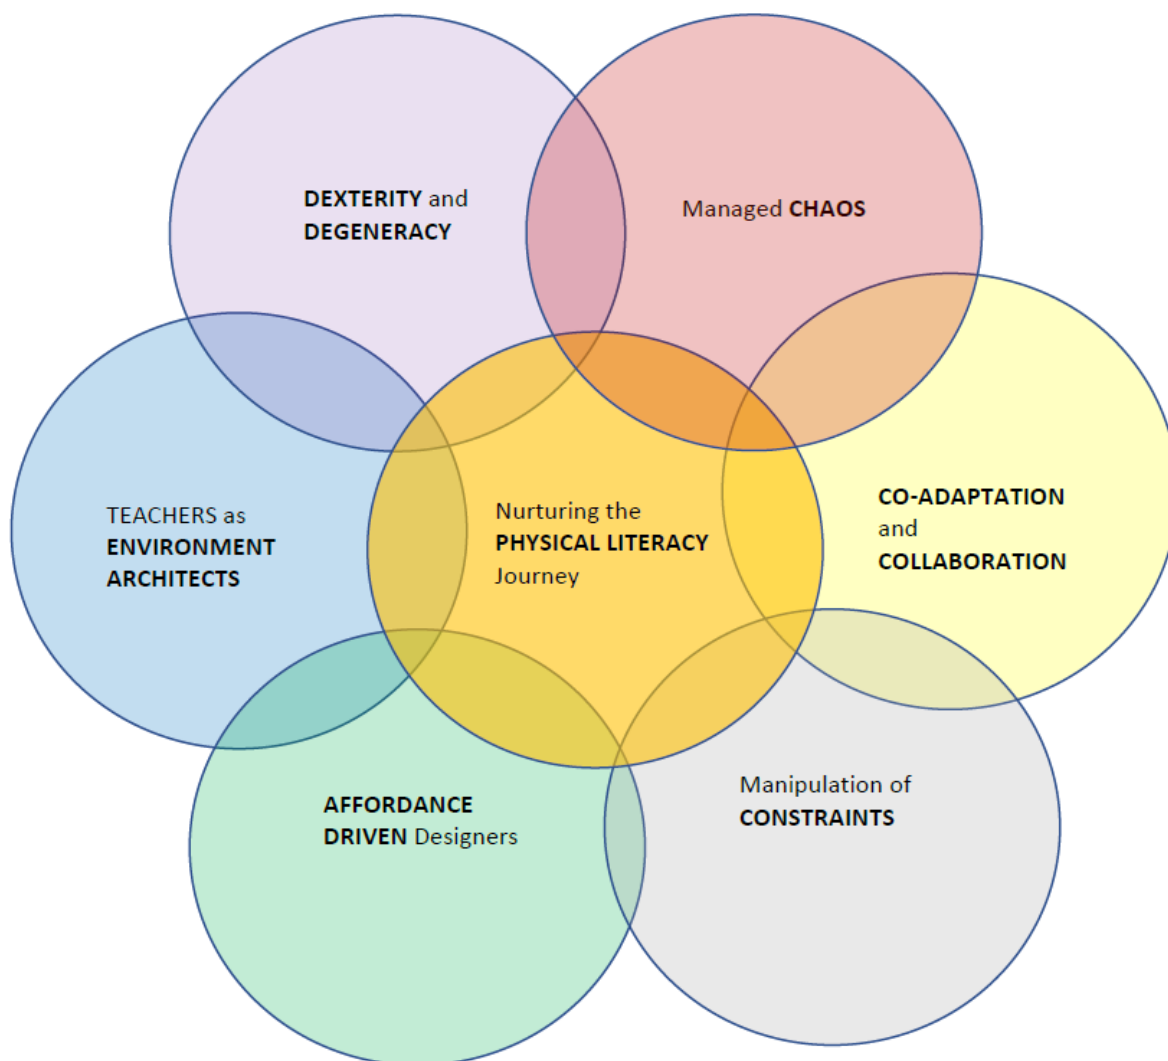 DEXTERITY and
DEGENERACY
Managed CHAOS
TEACHERS as
ENVIRONMENT
ARCHITECTS
Nurturing the
PHYSICAL LITERACY
Journey
CO-ADAPTATION
and
COLLABORATION
AFFORDANCE
DRIVEN Designers
Manipulation of
CONSTRAINTS